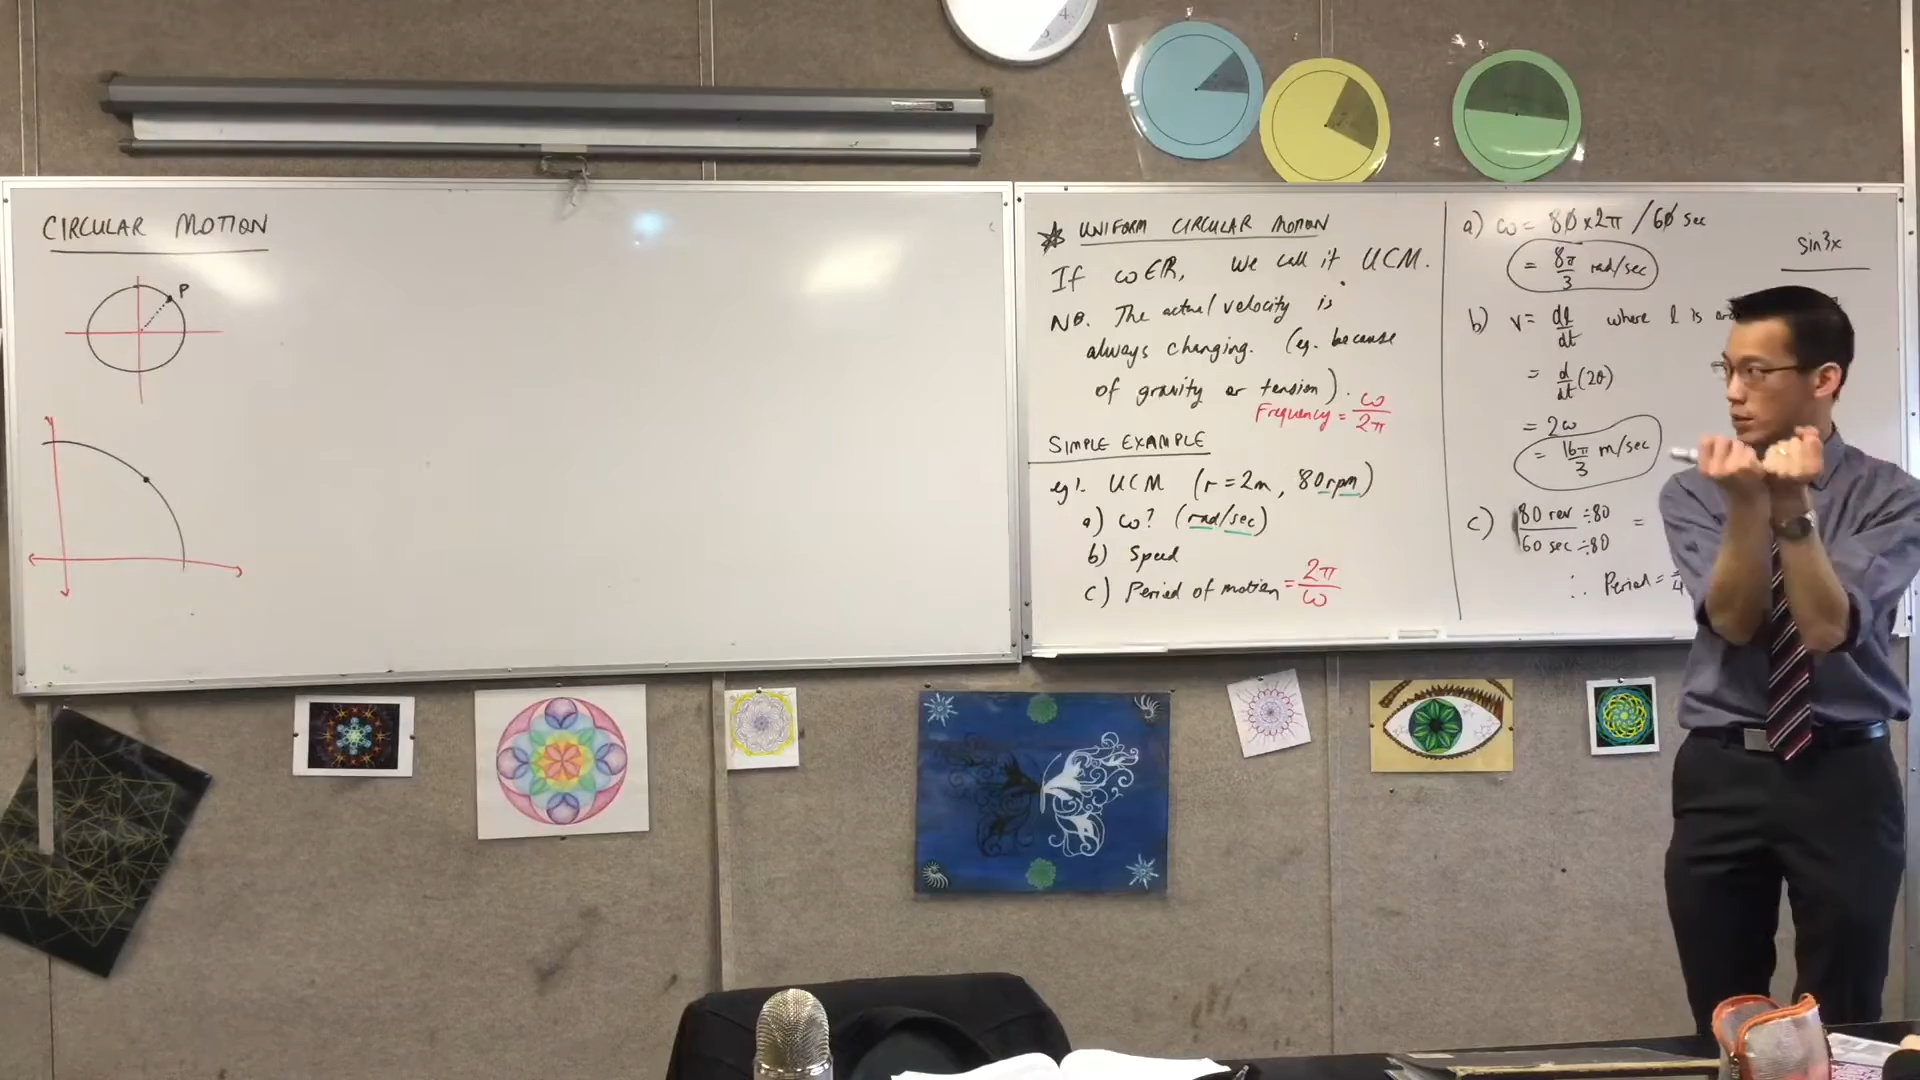 CIRCULAR MOTION
P
UNIFORM CIRCULAR MOTION
If ω∈ℝ, we call it UCM.
NB. The actual velocity is
always changing. (eg. because
of gravity or tension).
Frequency = ω/2π
SIMPLE EXAMPLE
eg1. UCM (r=2m, 80rpm)
a) ω? (rad/sec)
b) Speed
c) Period of motion = 2π/ω
a) ω = 80×2π /60 sec
= 8π/3 rad/sec
b) v = dl/dt where l is
= d/dt (2θ)
= 2ω
= 16π/3 m/sec
c) 80 rev ÷80 =
60 sec ÷80
∴ Period =
sin³x
4